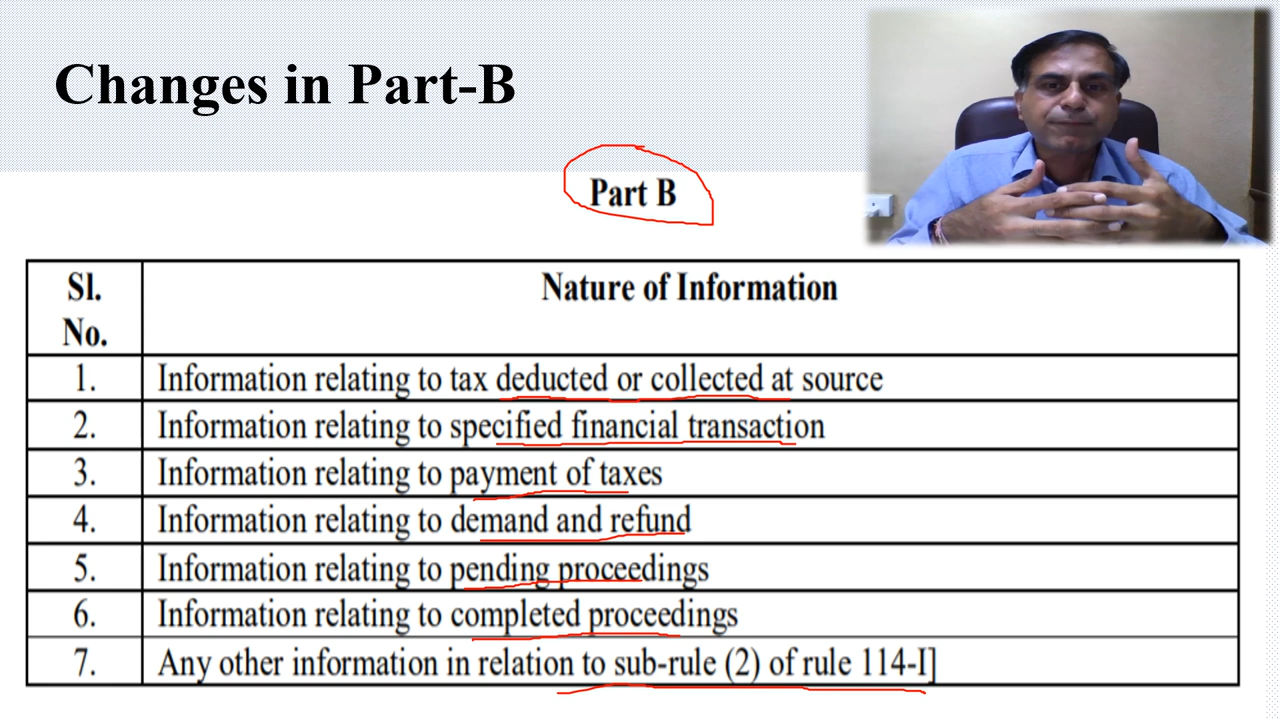 Changes in Part-B
Part B
Sl.
No.
Nature of Information
1. Information relating to tax deducted or collected at source
2. Information relating to specified financial transaction
3. Information relating to payment of taxes
4. Information relating to demand and refund
5. Information relating to pending proceedings
6. Information relating to completed proceedings
7. Any other information in relation to sub-rule (2) of rule 114-I]